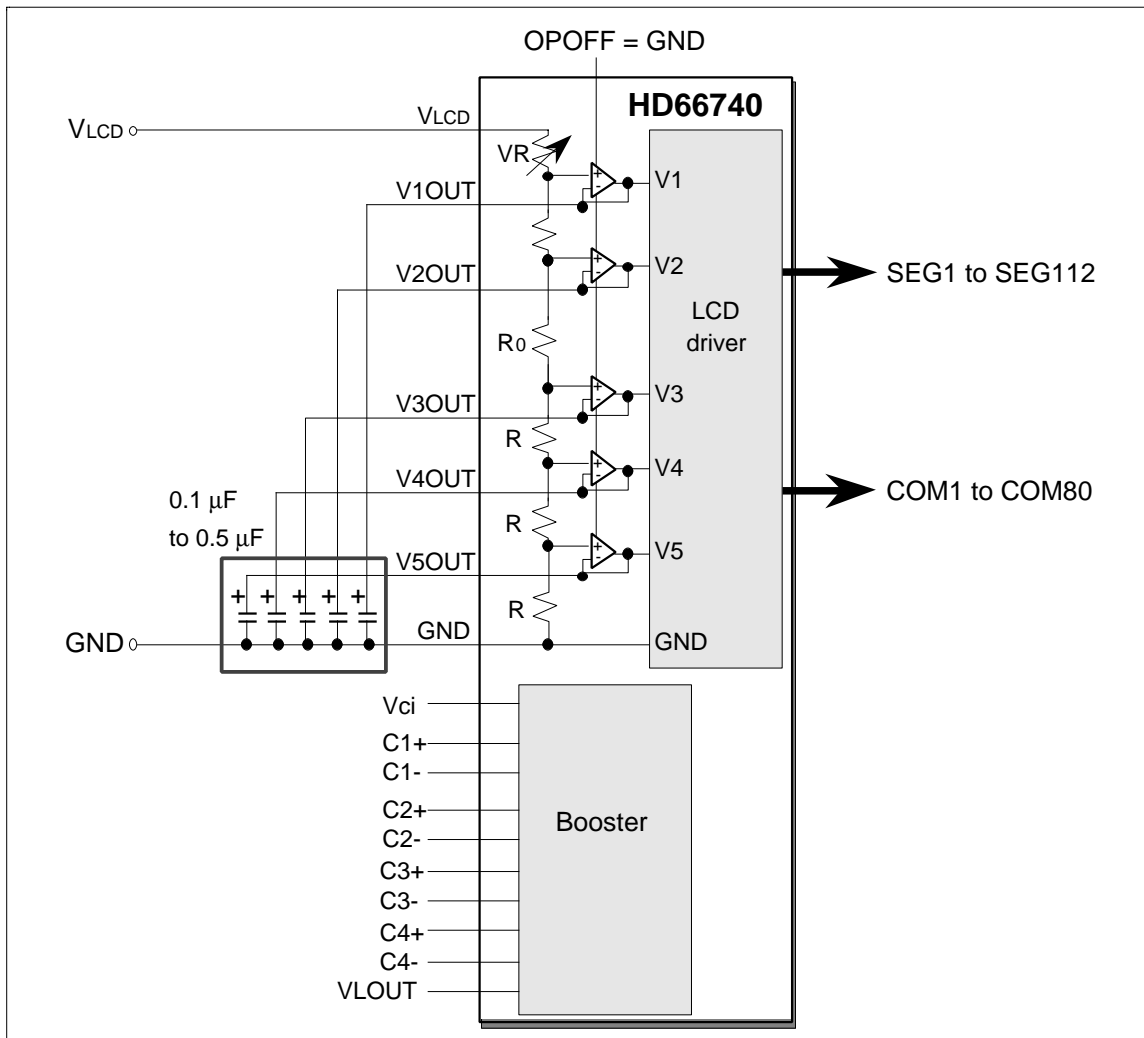 OPOFF = GND
HD66740
VLCD
VLCD
VR
V1OUT
V1
V2OUT
V2
SEG1 to SEG112
LCD
driver
R0
V3OUT
V3
R
V4OUT
V4
COM1 to COM80
0.1 µF
to 0.5 µF
R
V5OUT
V5
+ + + + +
R
GND
GND
GND
Vci
C1+
C1-
C2+
C2-
C3+
C3-
C4+
C4-
VLOUT
Booster
+
-
+
-
+
-
+
-
+
-